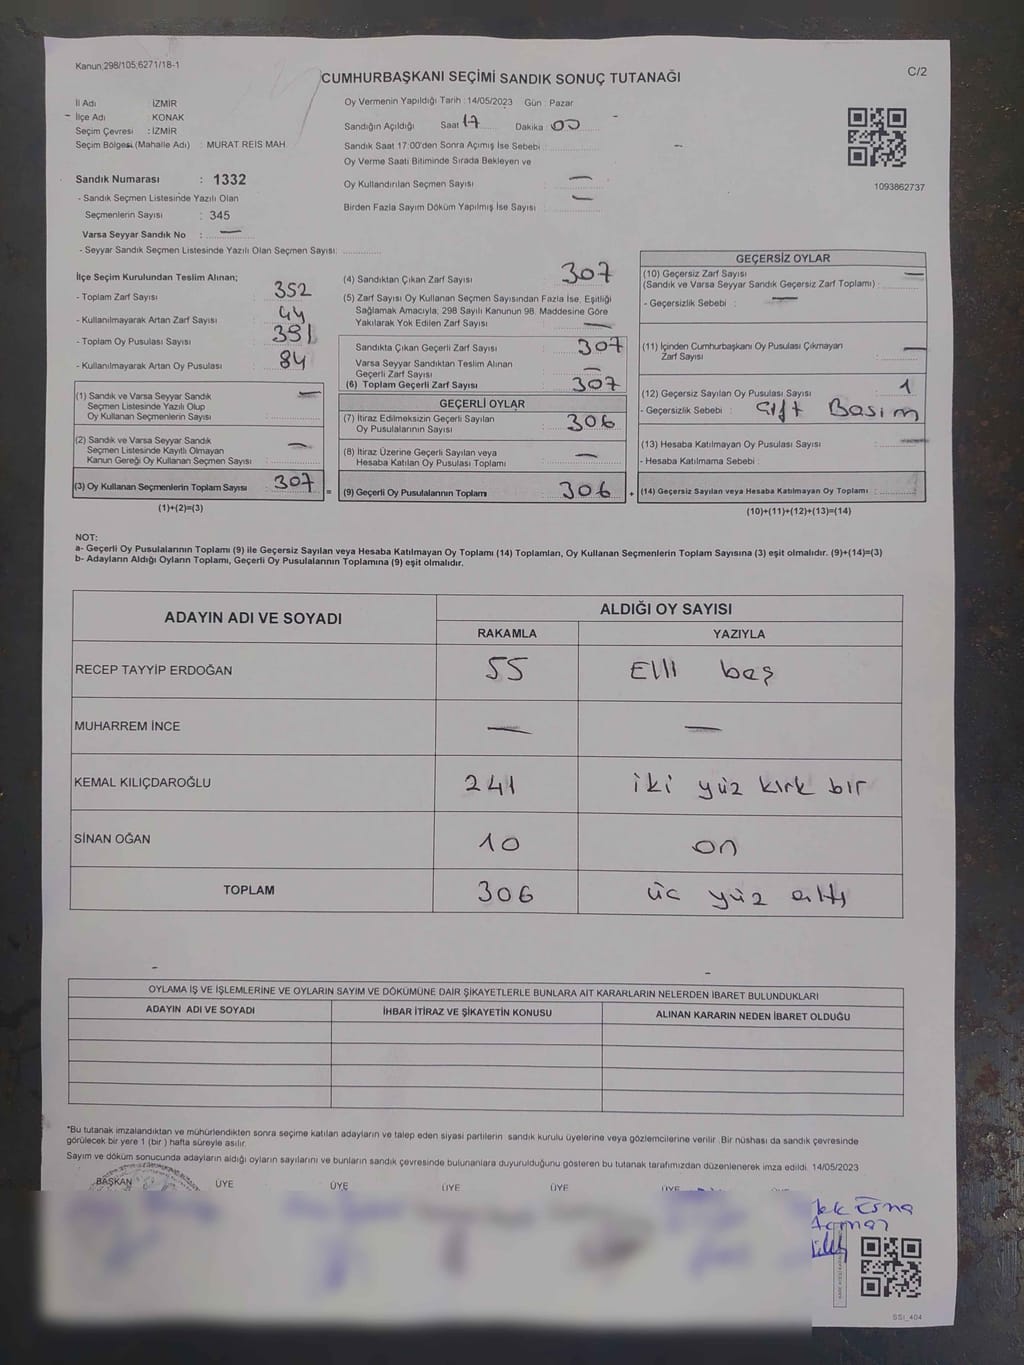 Kanun:298/105,6271/18-1
CUMHURBAŞKANI SEÇİMİ SANDIK SONUÇ TUTANAĞI
C/2
İl Adı İZMİR
İlçe Adı KONAK
Seçim Çevresi : İZMİR
Seçim Bölgesi (Mahalle Adı) : MURAT REIS MAH
Oy Vermenin Yapıldığı Tarih : 14/05/2023 Gün : Pazar
Sandığın Açıldığı Saat 17 Dakika 00
Sandık Saat 17:00'den Sonra Açımış İse Sebebi :
Oy Verme Saati Bitiminde Sırada Bekleyen ve
Oy Kullandırılan Seçmen Sayısı : —
Birden Fazla Sayım Döküm Yapılmış İse Sayısı : —
1093862737
Sandık Numarası : 1332
- Sandık Seçmen Listesinde Yazılı Olan
Seçmenlerin Sayısı : 345
Varsa Seyyar Sandık No : —
- Seyyar Sandık Seçmen Listesinde Yazılı Olan Seçmen Sayısı:
İlçe Seçim Kurulundan Teslim Alınan;
- Toplam Zarf Sayısı 352
- Kullanılmayarak Artan Zarf Sayısı 44
- Toplam Oy Pusulası Sayısı 391
- Kullanılmayarak Artan Oy Pusulası 84
(1) Sandık ve Varsa Seyyar Sandık —
Seçmen Listesinde Yazılı Olup
Oy Kullanan Seçmenlerin Sayısı :
(2) Sandık ve Varsa Seyyar Sandık —
Seçmen Listesinde Kayıtlı Olmayan
Kanun Gereği Oy Kullanan Seçmen Sayısı :
(3) Oy Kullanan Seçmenlerin Toplam Sayısı 307
(1)+(2)=(3)
(4) Sandıktan Çıkan Zarf Sayısı 307
(5) Zarf Sayısı Oy Kullanan Seçmen Sayısından Fazla İse, Eşitliği
Sağlamak Amacıyla, 298 Sayılı Kanunun 98. Maddesine Göre
Yakılarak Yok Edilen Zarf Sayısı —
Sandıkta Çıkan Geçerli Zarf Sayısı : 307
Varsa Seyyar Sandıktan Teslim Alınan
Geçerli Zarf Sayısı —
(6) Toplam Geçerli Zarf Sayısı 307
GEÇERLİ OYLAR
(7) İtiraz Edilmeksizin Geçerli Sayılan
Oy Pusulalarının Sayısı : 306
(8) İtiraz Üzerine Geçerli Sayılan veya
Hesaba Katılan Oy Pusulası Toplamı : —
= (9) Geçerli Oy Pusulalarının Toplamı 306 +
GEÇERSİZ OYLAR
(10) Geçersiz Zarf Sayısı —
(Sandık ve Varsa Seyyar Sandık Geçersiz Zarf Toplamı) :
- Geçersizlik Sebebi : —
(11) İçinden Cumhurbaşkanı Oy Pusulası Çıkmayan —
Zarf Sayısı :
(12) Geçersiz Sayılan Oy Pusulası Sayısı : 1
- Geçersizlik Sebebi : Çift Basım
(13) Hesaba Katılmayan Oy Pusulası Sayısı : —
- Hesaba Katılmama Sebebi :
(14) Geçersiz Sayılan veya Hesaba Katılmayan Oy Toplamı :
(10)+(11)+(12)+(13)=(14)
NOT:
a- Geçerli Oy Pusulalarının Toplamı (9) ile Geçersiz Sayılan veya Hesaba Katılmayan Oy Toplamı (14) Toplamları, Oy Kullanan Seçmenlerin Toplam Sayısına (3) eşit olmalıdır. (9)+(14)=(3)
b- Adayların Aldığı Oyların Toplamı, Geçerli Oy Pusulalarının Toplamına (9) eşit olmalıdır.
ADAYIN ADI VE SOYADI
ALDIĞI OY SAYISI
RAKAMLA YAZIYLA
RECEP TAYYİP ERDOĞAN 55 Elli beş
MUHARREM İNCE — —
KEMAL KILIÇDAROĞLU 241 iki yüz kırk bir
SİNAN OĞAN 10 on
TOPLAM 306 üc yüz altı
OYLAMA İŞ VE İŞLEMLERİNE VE OYLARIN SAYIM VE DÖKÜMÜNE DAİR ŞİKAYETLERLE BUNLARA AİT KARARLARIN NELERDEN İBARET BULUNDUKLARI
ADAYIN ADI VE SOYADI İHBAR İTİRAZ VE ŞİKAYETİN KONUSU ALINAN KARARIN NEDEN İBARET OLDUĞU
*Bu tutanak imzalandıktan ve mühürlendikten sonra seçime katılan adayların ve talep eden siyasi partilerin sandık kurulu üyelerine veya gözlemcilerine verilir. Bir nüshası da sandık çevresinde
görülecek bir yere 1 (bir ) hafta süreyle asılır.
Sayım ve döküm sonucunda adayların aldığı oyların sayılarını ve bunların sandık çevresinde bulunanlara duyurulduğunu gösteren bu tutanak tarafımızdan düzenlenerek imza edildi. 14/05/2023
BAŞKAN ÜYE ÜYE ÜYE ÜYE ÜYE
Esna
SSI_404